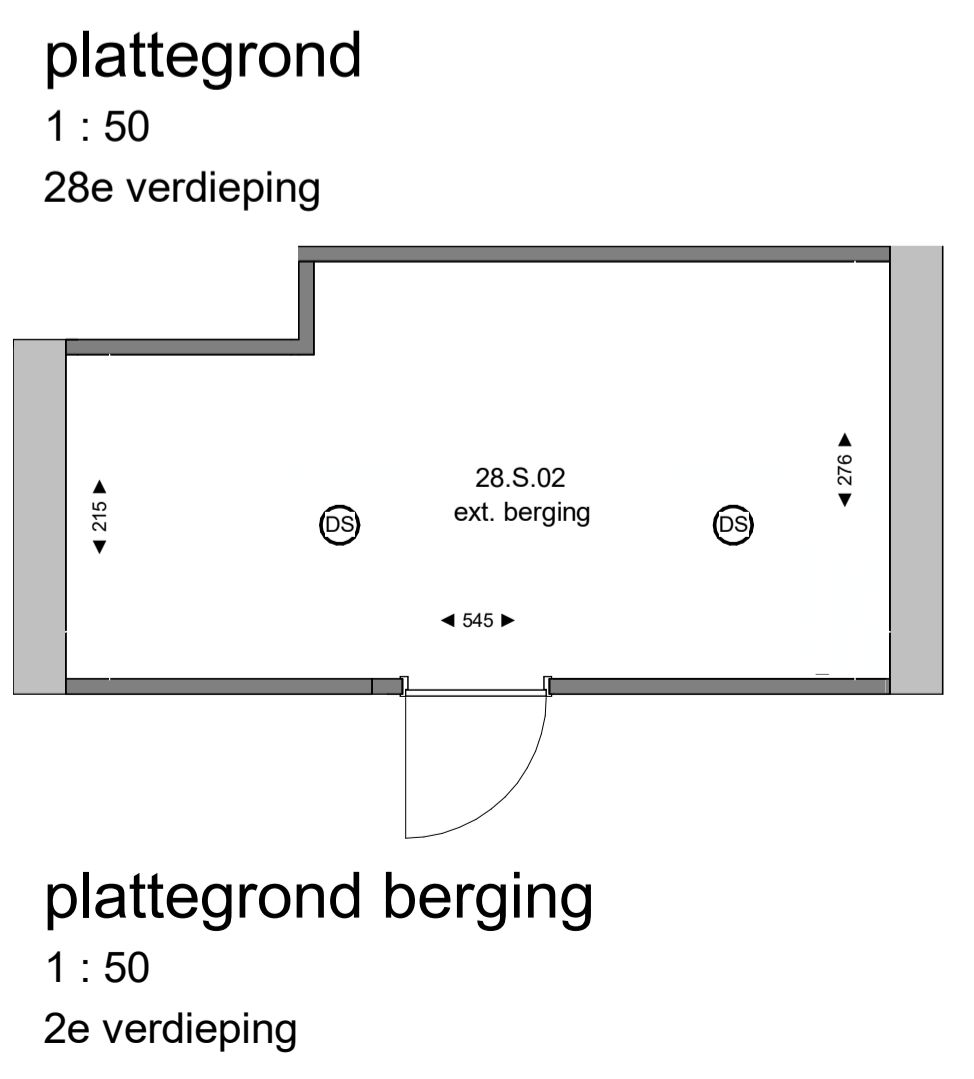 plattegrond
1 : 50
28e verdieping
276
28.S.02
215
DS
ext. berging
DS
545
plattegrond berging
1 : 50
2e verdieping